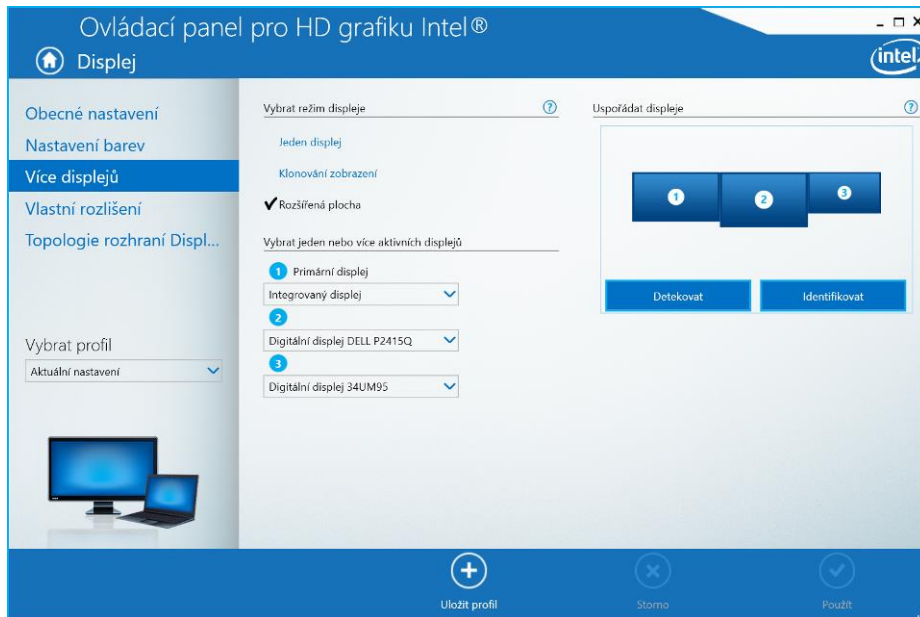 Ovládací panel pro HD grafiku Intel®
Displej
intel
Obecné nastavení
Nastavení barev
Více displejů
Vlastní rozlišení
Topologie rozhraní Displ...
Vybrat profil
Aktuální nastavení
Vybrat režim displeje
?
Jeden displej
Klonování zobrazení
Rozšířená plocha
Vybrat jeden nebo více aktivních displejů
1 Primární displej
Integrovaný displej
2
Digitální displej DELL P2415Q
3
Digitální displej 34UM95
Uspořádat displeje
?
1 2 3
Detekovat Identifikovat
Uložit profil Storno Použít